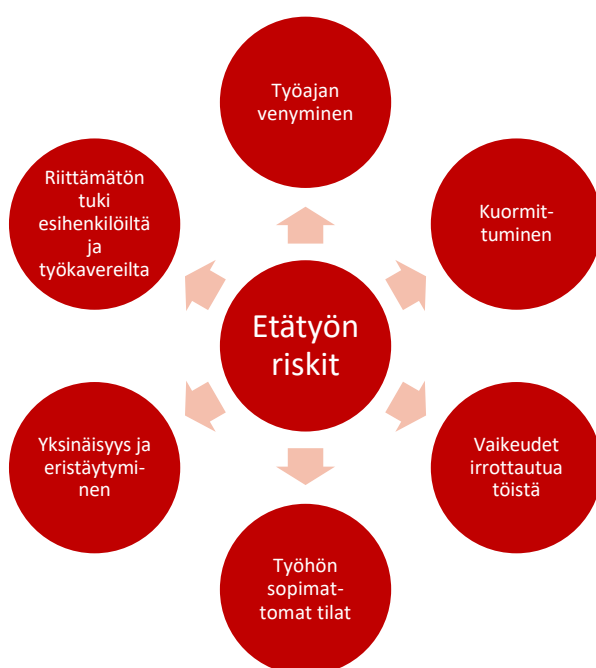 Työajan
venyminen
Riittämätön
tuki
esihenkilöiltä
ja
työkavereilta
Kuormit-
tuminen
Etätyön
riskit
Yksinäisyys ja
eristäytymi-
nen
Vaikeudet
irrottautua
töistä
Työhön
sopimat-
tomat tilat